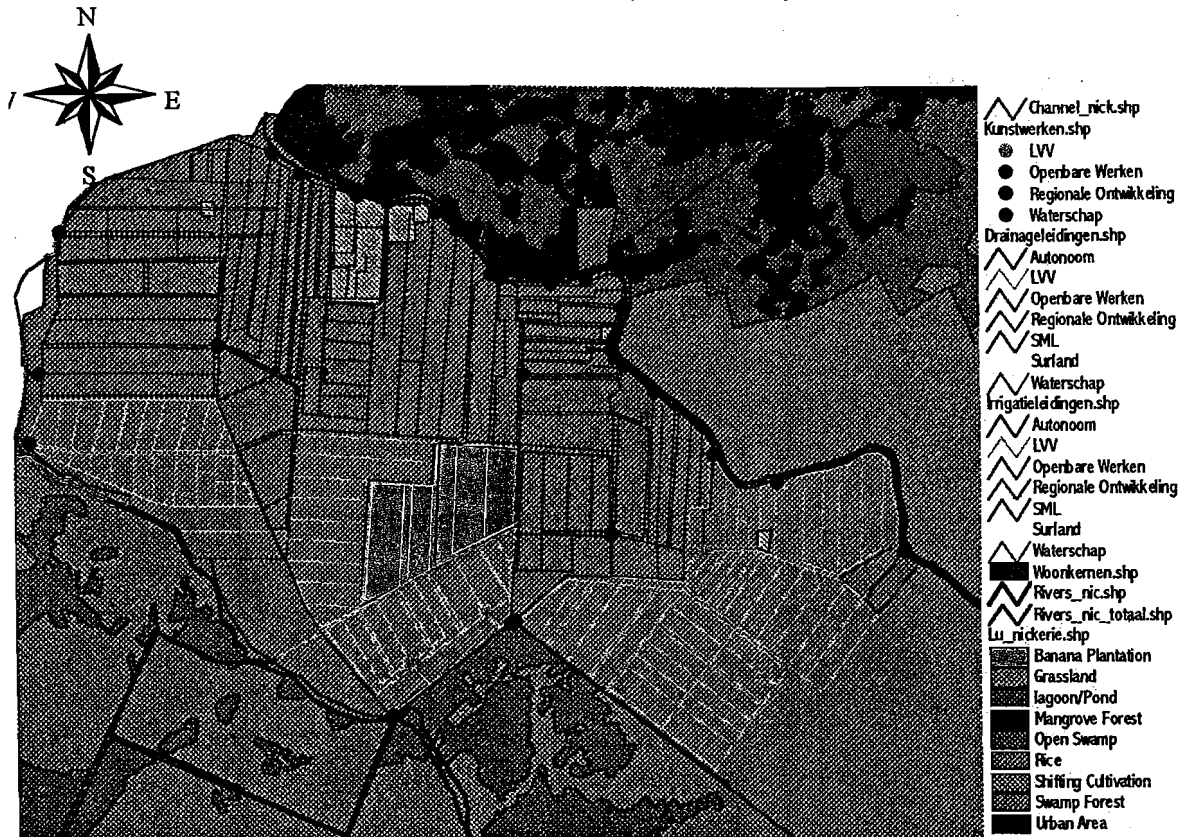 N
E
S
Channel_nick.shp
Kunstwerken.shp
LVV
Openbare Werken
Regionale Ontwikkeling
Waterschap
Drainageleidingen.shp
Autonoom
LVV
Openbare Werken
Regionale Ontwikkeling
SML
Surland
Waterschap
Irrigatieleidingen.shp
Autonoom
LVV
Openbare Werken
Regionale Ontwikkeling
SML
Surland
Waterschap
Woonkernen.shp
Rivers_nic.shp
Rivers_nic_totaal.shp
Lu_nickerie.shp
Banana Plantation
Grassland
lagoon/Pond
Mangrove Forest
Open Swamp
Rice
Shifting Cultivation
Swamp Forest
Urban Area